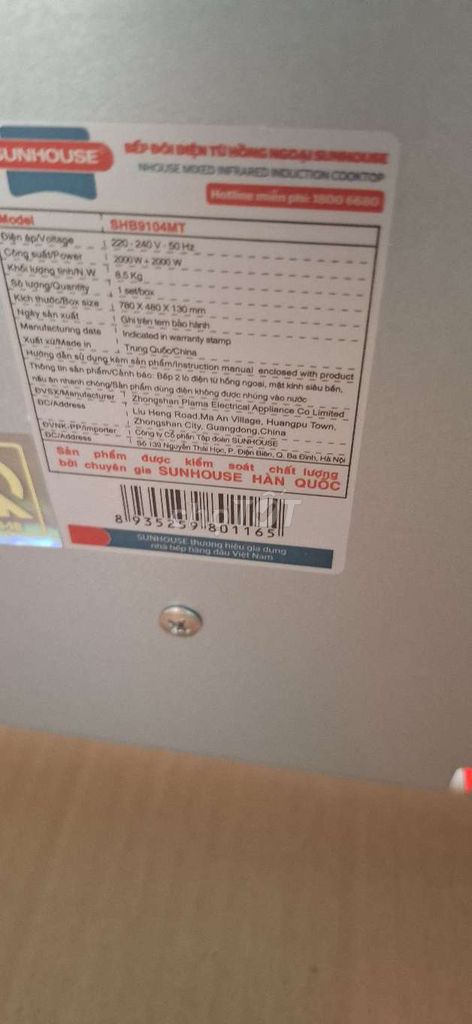 SUNHOUSE
BẾP ĐÔI ĐIỆN TỪ HỒNG NGOẠI SUNHOUSE
NHOUSE MIXED INFRARED INDUCTION COOKTOP
Hotline miễn phí: 1800 6680
Model SHB9104MT
Điện áp/Voltage 220 - 240 V - 50 Hz
Công suất/Power 2000W + 2000 W
Khối lượng tịnh/N.W 8.5 Kg
Số lượng/Quantity 1 set/box
Kích thước/Box size 780 X 480 X 130 mm
Ngày sản xuất Ghi trên tem bảo hành
Manufacturing date Indicated in warranty stamp
Xuất xứ/Made in Trung Quốc/China
Hướng dẫn sử dụng kèm sản phẩm/Instruction manual enclosed with product
Thông tin sản phẩm/Cảnh báo: Bếp 2 lò điện từ hồng ngoại, mặt kính siêu bền,
nấu ăn nhanh chóng/Sản phẩm dùng điện không được nhúng vào nước
ĐVSX/Manufacturer Zhongshan Piama Electrical Appliance Co Limited
ĐC/Address Liu Heng Road.Ma An Village, Huangpu Town,
Zhongshan City, Guangdong,China
ĐVNK-PP/Importer Công ty Cổ phần Tập đoàn SUNHOUSE
ĐC/Address Số 139 Nguyễn Thái Học, P. Điện Biên, Q. Ba Đình, Hà Nội
Sản phẩm được kiểm soát chất lượng
bởi chuyên gia SUNHOUSE HÀN QUỐC
8 935259 801165
SUNHOUSE thương hiệu gia dụng
nhà bếp hàng đầu Việt Nam